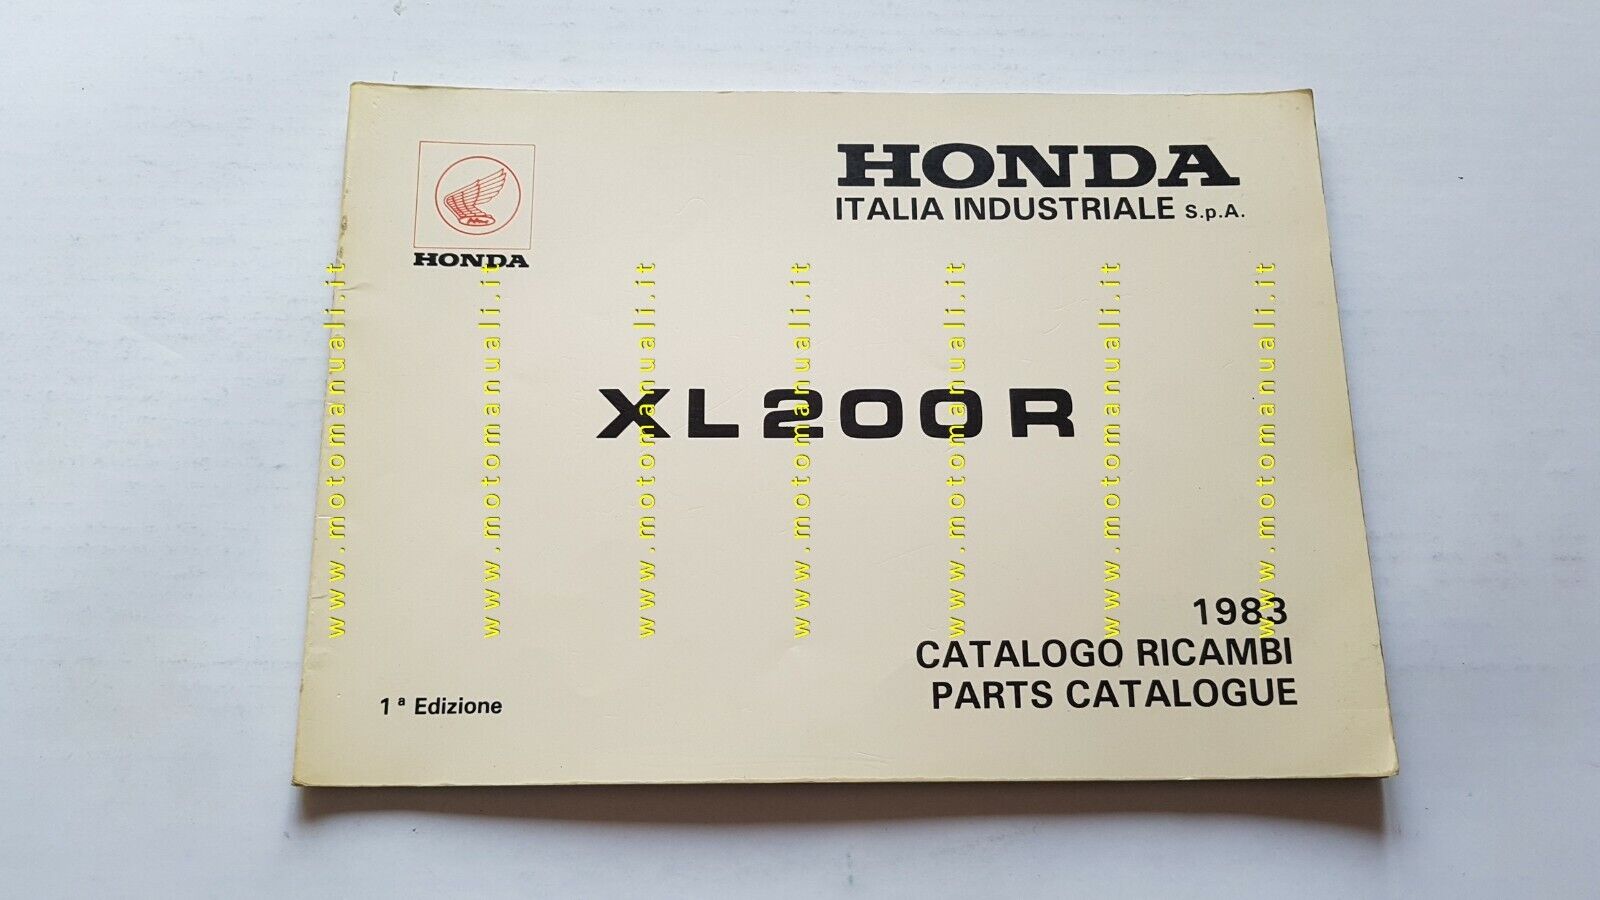 HONDA
ITALIA INDUSTRIALE S.p.A.
HONDA
XL200R
1983
CATALOGO RICAMBI
PARTS CATALOGUE
1ª Edizione
www.motomanuali.it
www.motomanuali.it
www.motomanuali.it
www.motomanuali.it
www.motomanuali.it
www.motomanuali.it
www.motomanuali.it